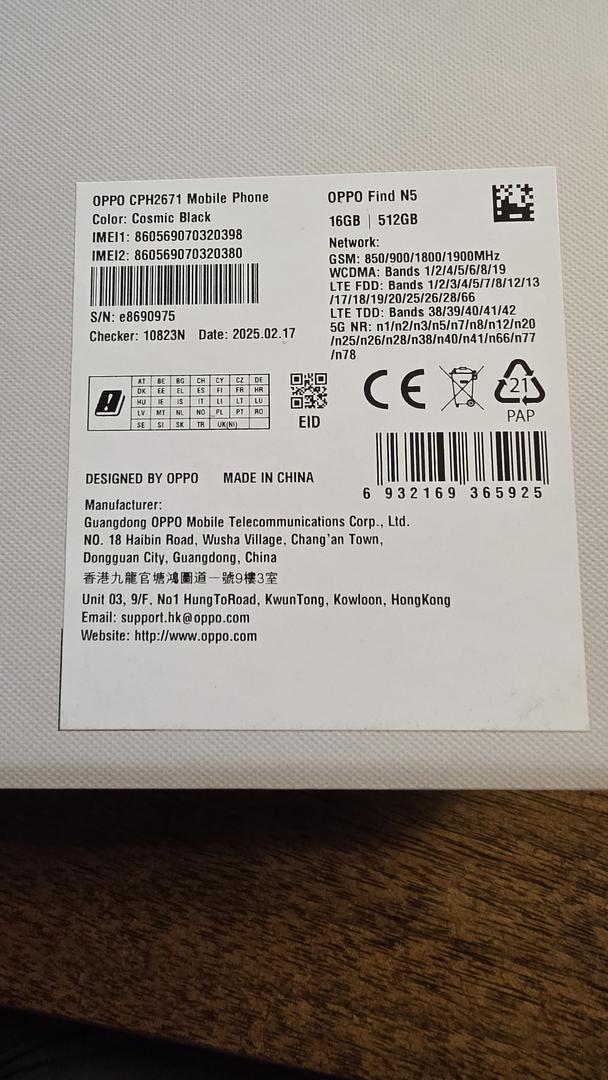 OPPO CPH2671 Mobile Phone
Color: Cosmic Black
IMEI1: 860569070320398
IMEI2: 860569070320380
S/N: e8690975
Checker: 10823N Date: 2025.02.17
OPPO Find N5
16GB | 512GB
Network:
GSM: 850/900/1800/1900MHz
WCDMA: Bands 1/2/4/5/6/8/19
LTE FDD: Bands 1/2/3/4/5/7/8/12/13
/17/18/19/20/25/26/28/66
LTE TDD: Bands 38/39/40/41/42
5G NR: n1/n2/n3/n5/n7/n8/n12/n20
/n25/n26/n28/n38/n40/n41/n66/n77
/n78
AT BE BG CH CY CZ DE
DK EE EL ES FI FR HR
HU IE IS IT LI LT LU
LV MT NL NO PL PT RO
SE SI SK TR UK(NI)
EID
CE
21
PAP
6 932169 365925
DESIGNED BY OPPO MADE IN CHINA
Manufacturer:
Guangdong OPPO Mobile Telecommunications Corp., Ltd.
NO. 18 Haibin Road, Wusha Village, Chang'an Town,
Dongguan City, Guangdong, China
香港九龍官塘鴻圖道一號9樓3室
Unit 03, 9/F, No1 HungToRoad, KwunTong, Kowloon, HongKong
Email: support.hk@oppo.com
Website: http://www.oppo.com